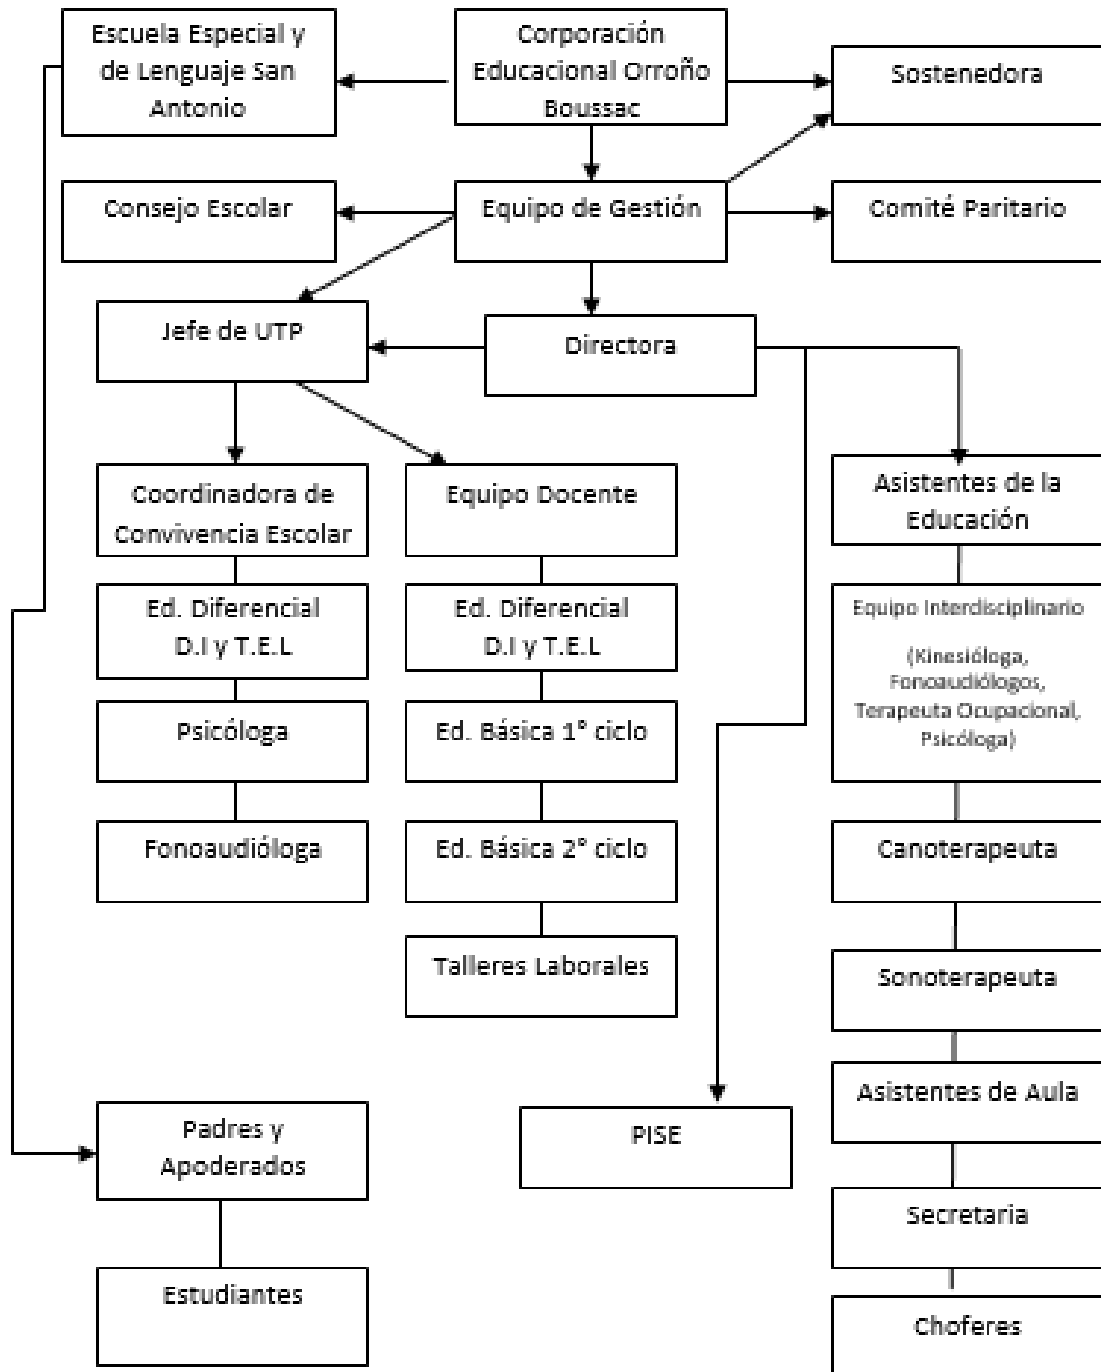 Escuela Especial y
de Lenguaje San
Antonio
Corporación
Educacional Orroño
Boussac
Sostenedora
Consejo Escolar
Equipo de Gestión
Comité Paritario
Jefe de UTP
Directora
Coordinadora de
Convivencia Escolar
Equipo Docente
Asistentes de la
Educación
Ed. Diferencial
D.I y T.E.L
Ed. Diferencial
D.I y T.E.L
Equipo Interdisciplinario
(Kinesióloga,
Fonoaudiólogos,
Terapeuta Ocupacional,
Psicóloga)
Psicóloga
Ed. Básica 1° ciclo
Fonoaudióloga
Ed. Básica 2° ciclo
Canoterapeuta
Talleres Laborales
Sonoterapeuta
Asistentes de Aula
Padres y
Apoderados
PISE
Secretaria
Estudiantes
Choferes